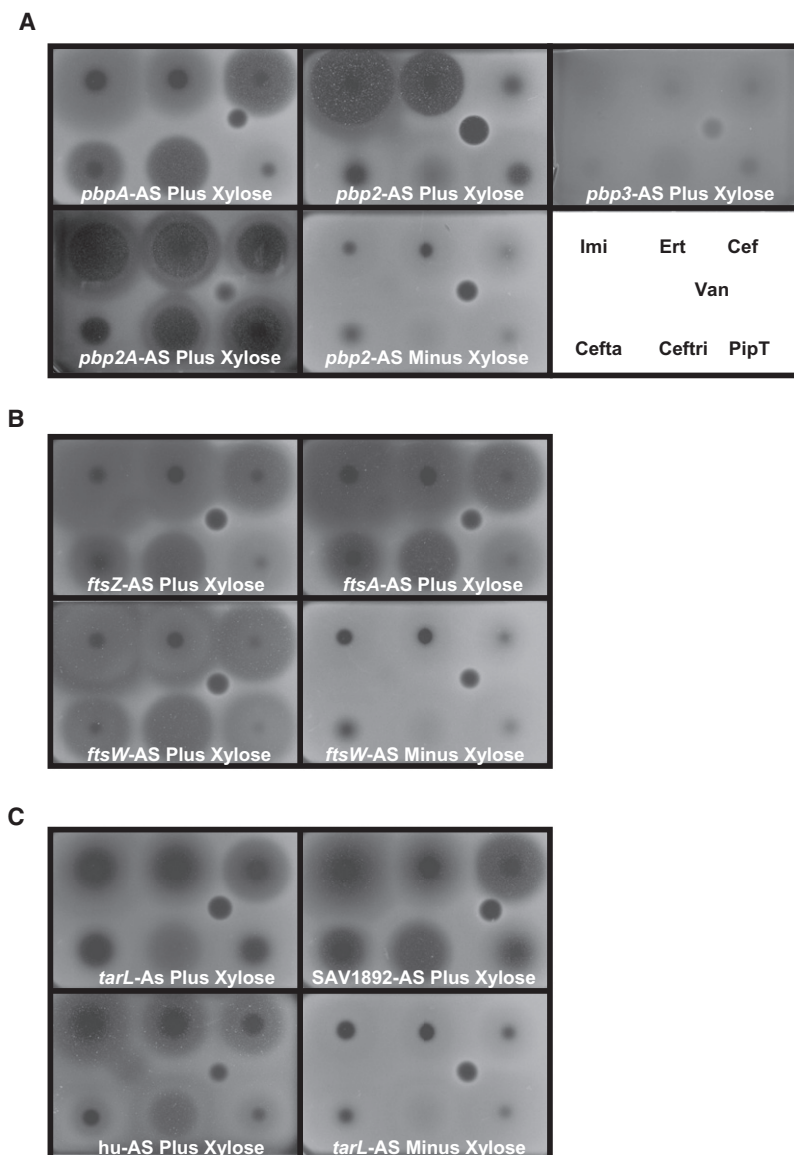 A
pbpA-AS Plus Xylose
pbp2-AS Plus Xylose
pbp3-AS Plus Xylose
pbp2A-AS Plus Xylose
pbp2-AS Minus Xylose
Imi Ert Cef
Van
Cefta Ceftri PipT
B
ftsZ-AS Plus Xylose
ftsA-AS Plus Xylose
ftsW-AS Plus Xylose
ftsW-AS Minus Xylose
C
tarL-As Plus Xylose
SAV1892-AS Plus Xylose
hu-AS Plus Xylose
tarL-AS Minus Xylose